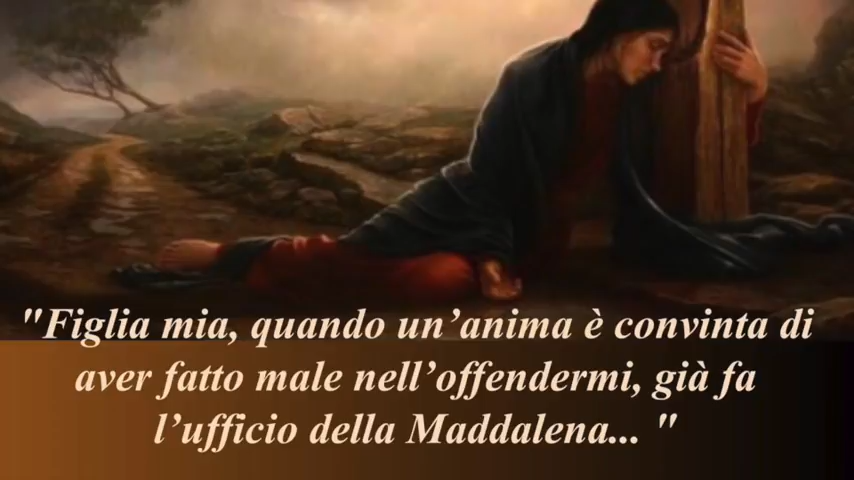 "Figlia mia, quando un’anima è convinta di
aver fatto male nell’offendermi, già fa
l’ufficio della Maddalena... "